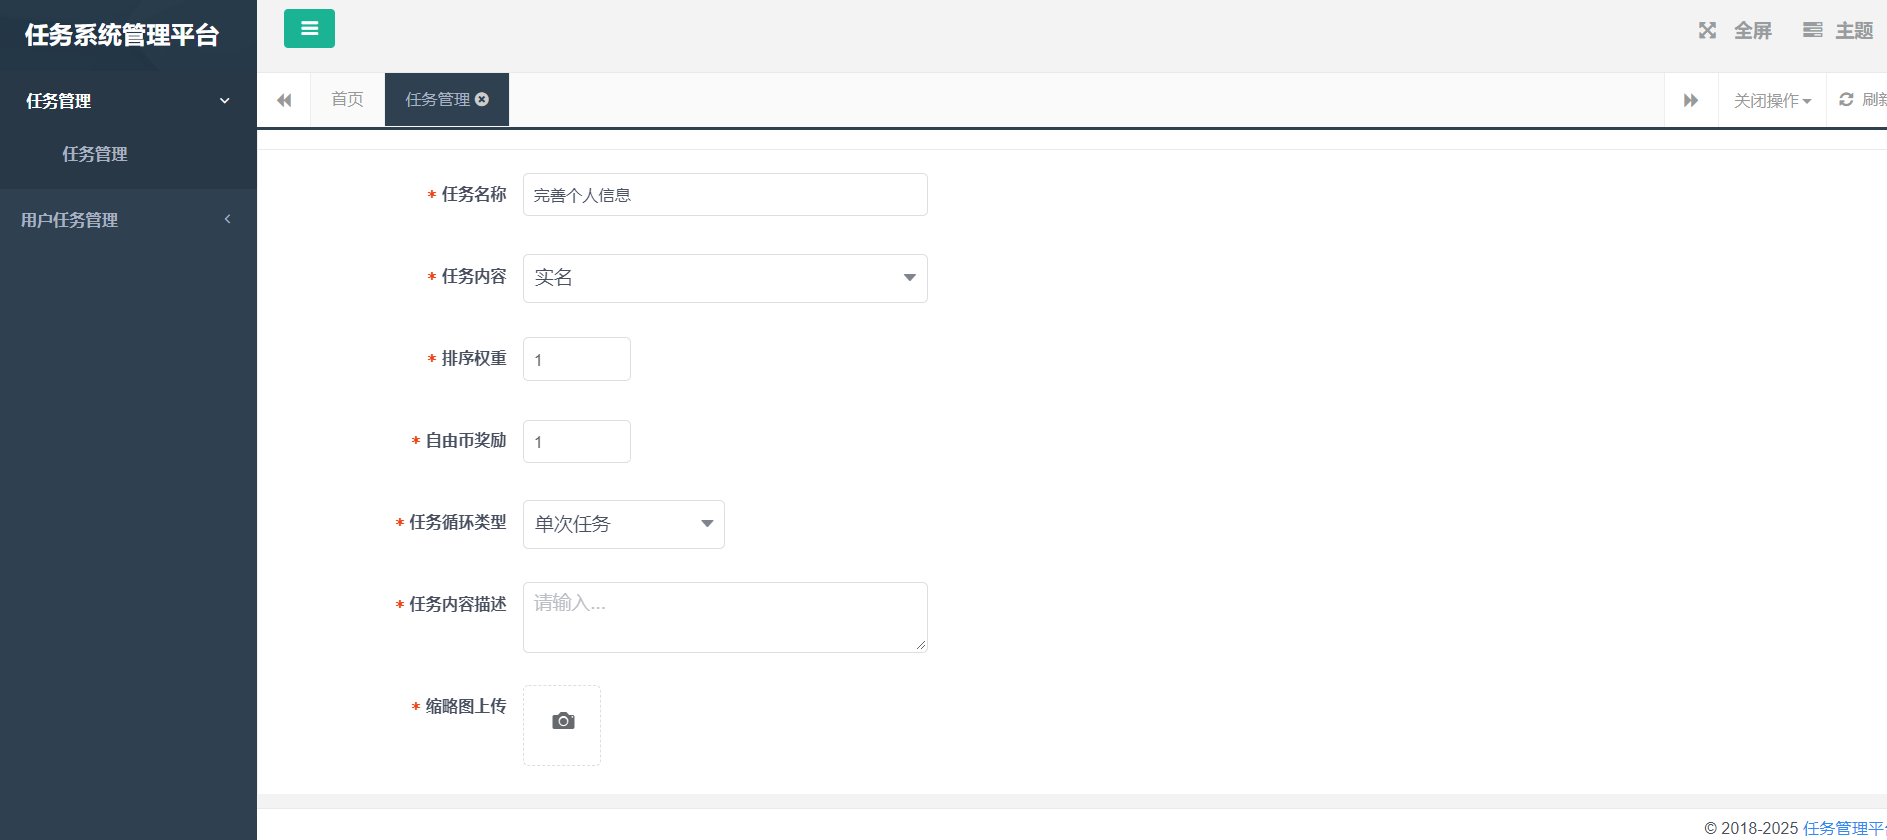 任务系统管理平台
全屏
主题
任务管理
任务管理
用户任务管理
首页
任务管理
关闭操作
刷新
* 任务名称
完善个人信息
* 任务内容
实名
* 排序权重
1
* 自由币奖励
1
* 任务循环类型
单次任务
* 任务内容描述
请输入...
* 缩略图上传
© 2018-2025 任务管理平台